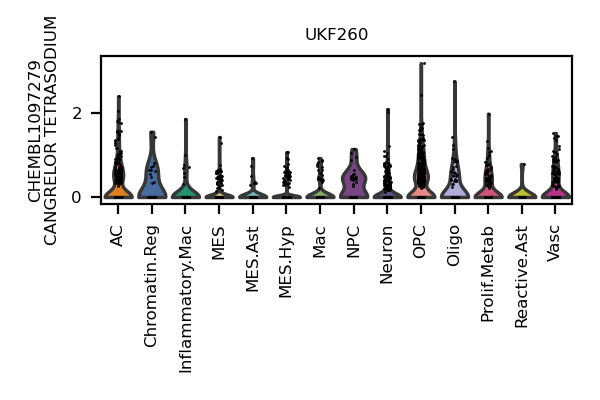 UKF260
CHEMBL1097279
CANGRELOR TETRASODIUM
2
0
AC
Chromatin.Reg
Inflammatory.Mac
MES
MES.Ast
MES.Hyp
Mac
NPC
Neuron
OPC
Oligo
Prolif.Metab
Reactive.Ast
Vasc